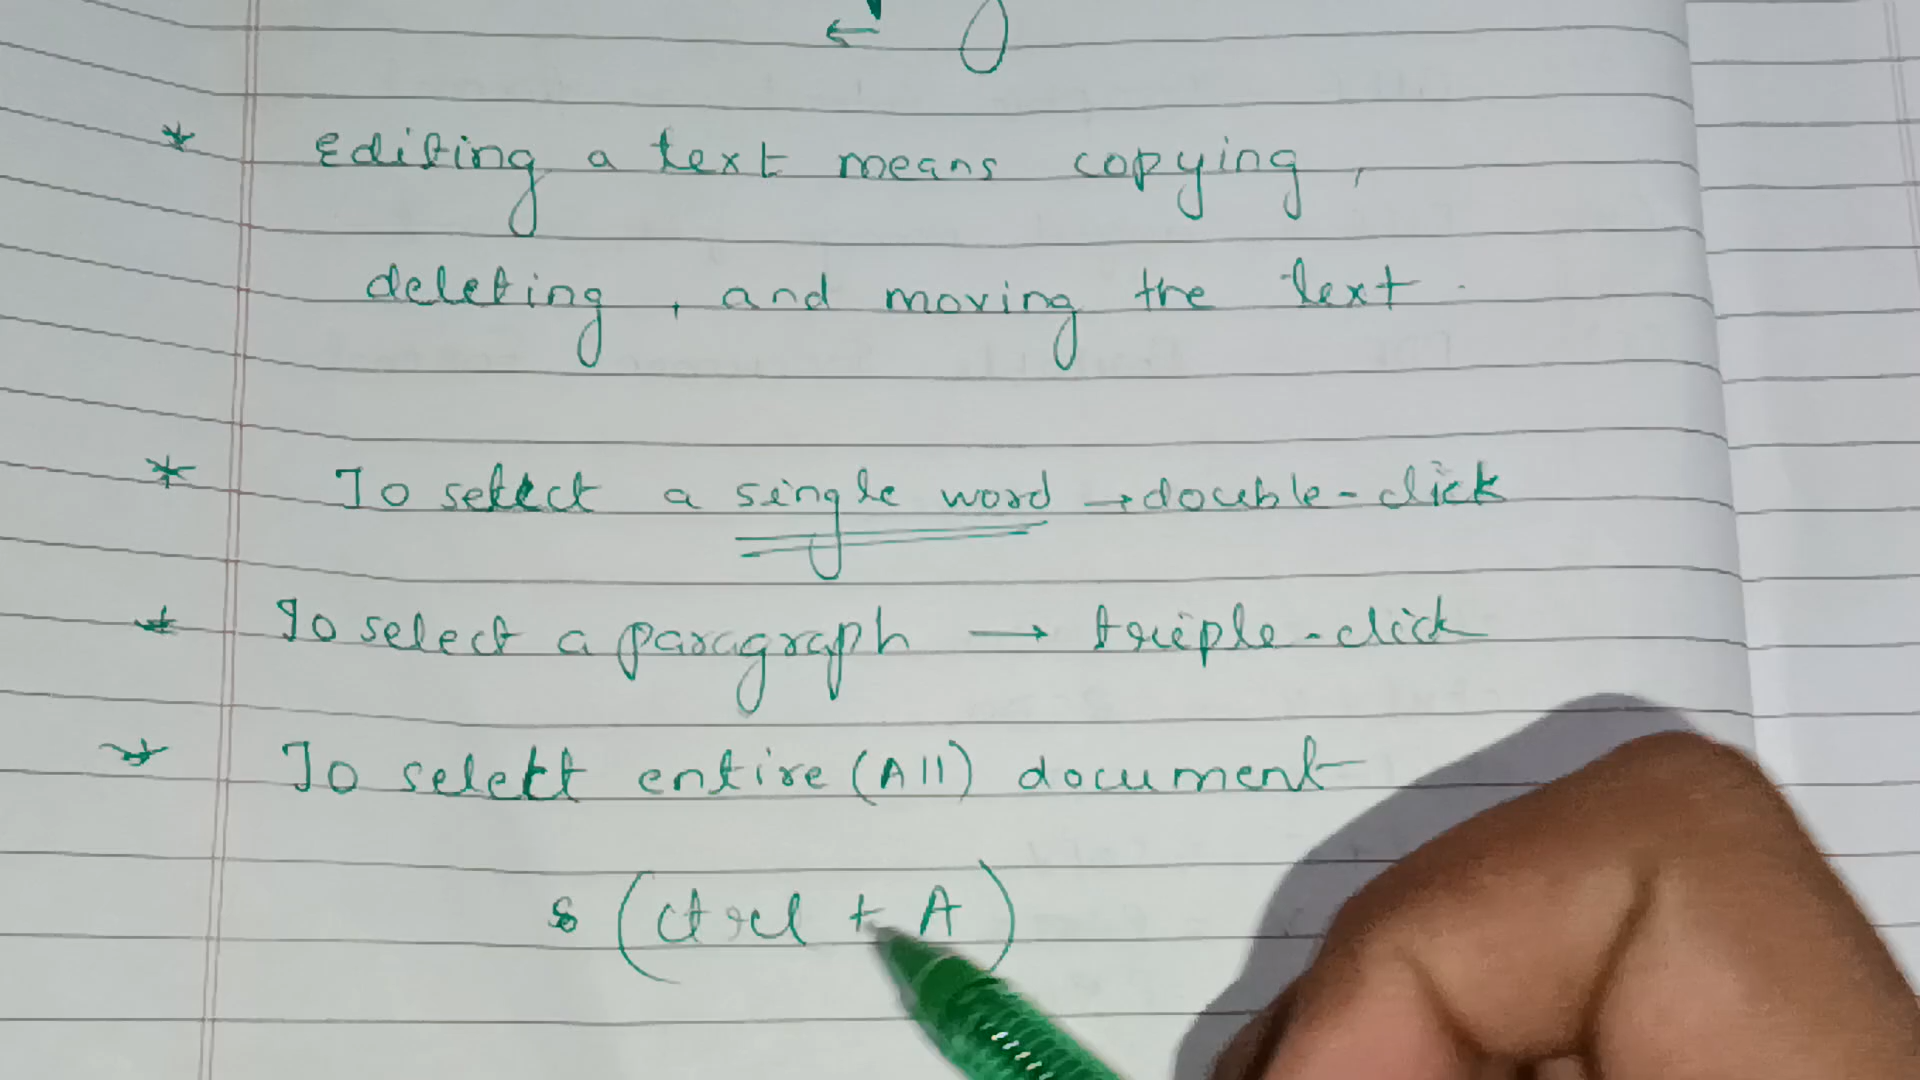 * Editing a text means copying,
deleting, and moving the text.
* To select a single word → double-click
* To select a paragraph → triple-click
* To select entire (All) document
(ctrl + A)